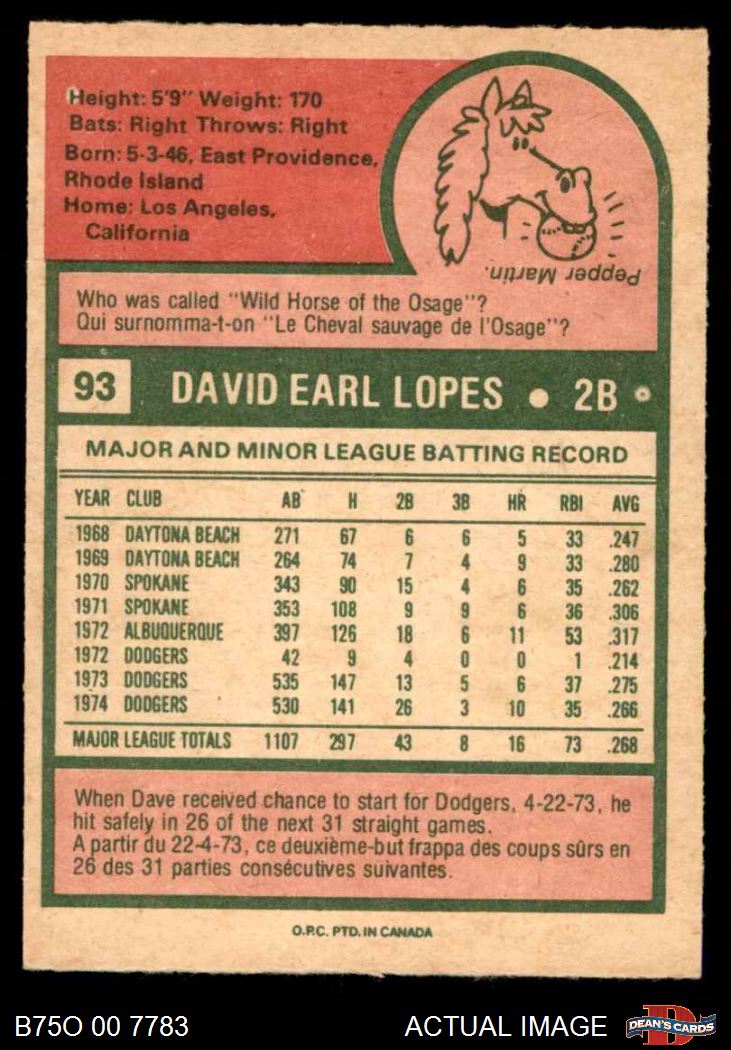 Height: 5'9" Weight: 170
Bats: Right Throws: Right
Born: 5-3-46, East Providence,
Rhode Island
Home: Los Angeles,
California
Pepper Martin.
Who was called "Wild Horse of the Osage"?
Qui surnomma-t-on "Le Cheval sauvage de l'Osage"?
93 DAVID EARL LOPES • 2B
MAJOR AND MINOR LEAGUE BATTING RECORD
YEAR CLUB AB H 2B 3B HR RBI AVG
1968 DAYTONA BEACH 271 67 6 6 5 33 .247
1969 DAYTONA BEACH 264 74 7 4 9 33 .280
1970 SPOKANE 343 90 15 4 6 35 .262
1971 SPOKANE 353 108 9 9 6 36 .306
1972 ALBUQUERQUE 397 126 18 6 11 53 .317
1972 DODGERS 42 9 4 0 0 1 .214
1973 DODGERS 535 147 13 5 6 37 .275
1974 DODGERS 530 141 26 3 10 35 .266
MAJOR LEAGUE TOTALS 1107 297 43 8 16 73 .268
When Dave received chance to start for Dodgers, 4-22-73, he
hit safely in 26 of the next 31 straight games.
A partir du 22-4-73, ce deuxième-but frappa des coups sûrs en
26 des 31 parties consécutives suivantes.
O.P.C. PTD. IN CANADA
B75O 00 7783 ACTUAL IMAGE DEAN'S CARDS